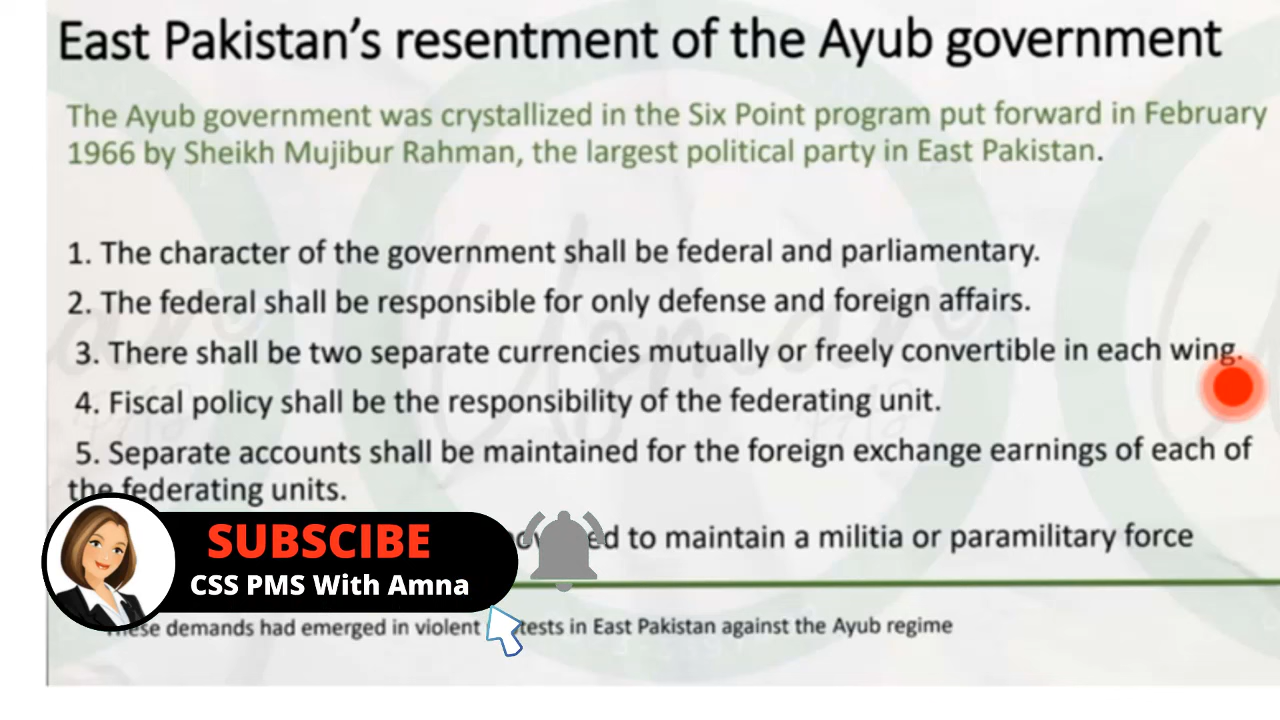 East Pakistan's resentment of the Ayub government
The Ayub government was crystallized in the Six Point program put forward in February
1966 by Sheikh Mujibur Rahman, the largest political party in East Pakistan.
1. The character of the government shall be federal and parliamentary.
2. The federal shall be responsible for only defense and foreign affairs.
3. There shall be two separate currencies mutually or freely convertible in each wing.
4. Fiscal policy shall be the responsibility of the federating unit.
5. Separate accounts shall be maintained for the foreign exchange earnings of each of
the federating units.
to maintain a militia or paramilitary force
SUBSCIBE
CSS PMS With Amna
demands had emerged in violent in East Pakistan against the Ayub regime